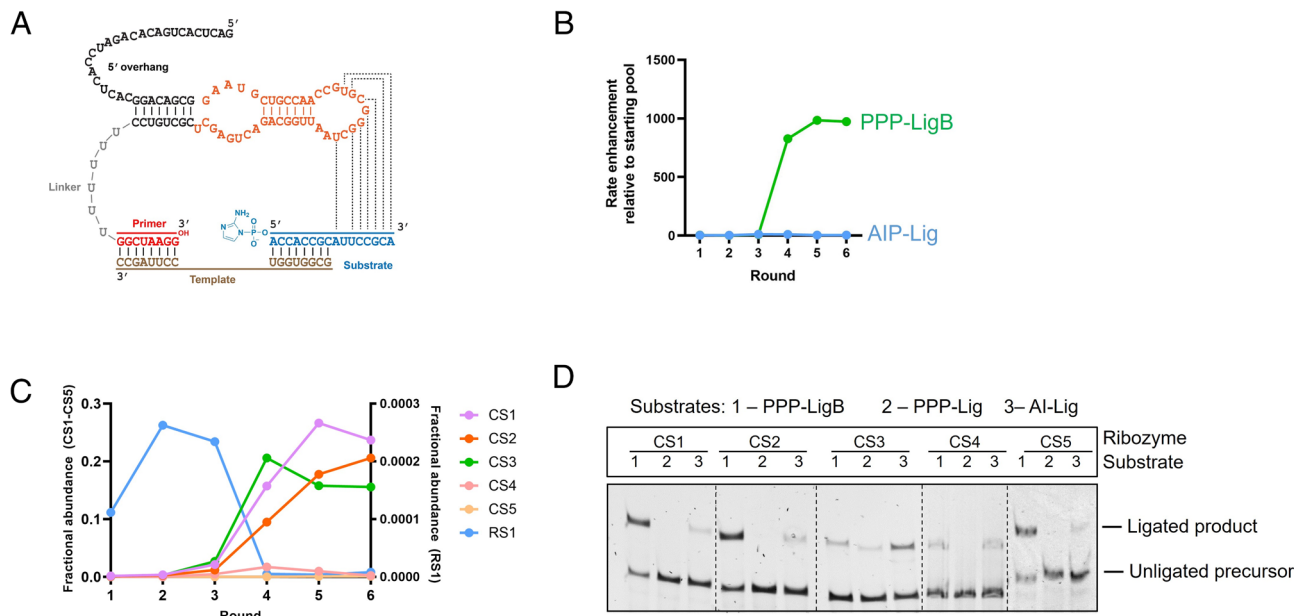 A
5′
UAGACACAGUCACUCAG
5′ overhang
GGACAGCG
CUGCCAA
CCUGUCGC
Linker
U
U
U
U
U
U
NH₂
N
N
P
O
O
O⁻
Primer
3′
OH
5′
3′
GGCUAAGG
ACCACCGCAUUCCGCA
CCGAUUCC
UGGUGGCG
Substrate
3′
Template
B
Rate enhancement
relative to starting pool
1500
1000
500
0
PPP-LigB
AIP-Lig
1 2 3 4 5 6
Round
C
Fractional abundance (CS1-CS5)
0.3
0.2
0.1
0.0
0.0003
0.0002
0.0001
0.0000
Fractional abundance (RS1)
CS1
CS2
CS3
CS4
CS5
RS1
1 2 3 4 5 6
Round
D
Substrates: 1 – PPP-LigB 2 – PPP-Lig 3– AI-Lig
CS1 CS2 CS3 CS4 CS5 Ribozyme
1 2 3 1 2 3 1 2 3 1 2 3 1 2 3 Substrate
Ligated product
Unligated precursor